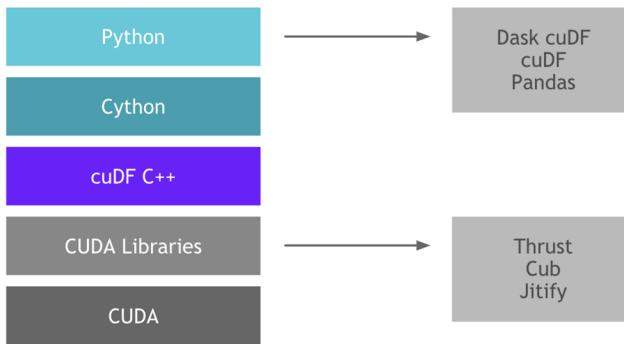 Python
Dask cuDF
cuDF
Pandas
Cython
cuDF C++
CUDA Libraries
Thrust
Cub
Jitify
CUDA